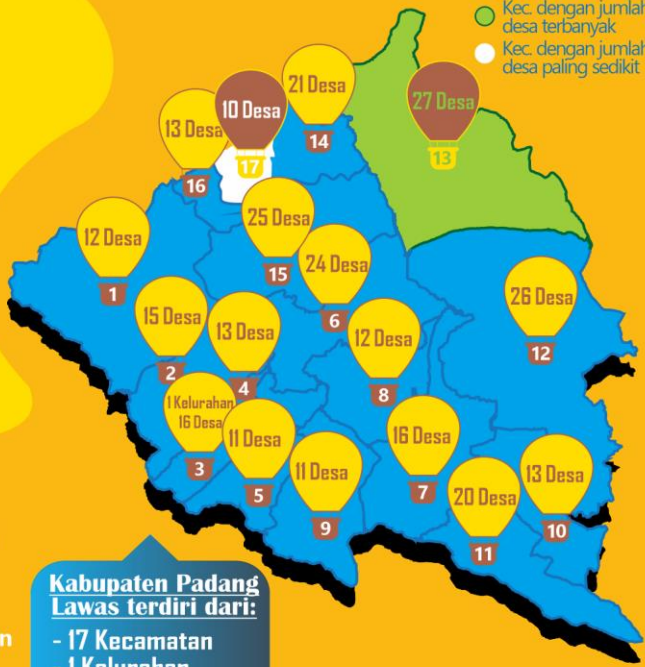 Kec. dengan jumlah
desa terbanyak
Kec. dengan jumlah
desa paling sedikit
21 Desa
14
10 Desa
17
27 Desa
13
13 Desa
16
12 Desa
1
25 Desa
15
24 Desa
6
26 Desa
12
15 Desa
2
13 Desa
4
12 Desa
8
1 Kelurahan
16 Desa
3
11 Desa
5
11 Desa
9
16 Desa
7
20 Desa
11
13 Desa
10
Kabupaten Padang
Lawas terdiri dari:
- 17 Kecamatan
1 Kelurahan